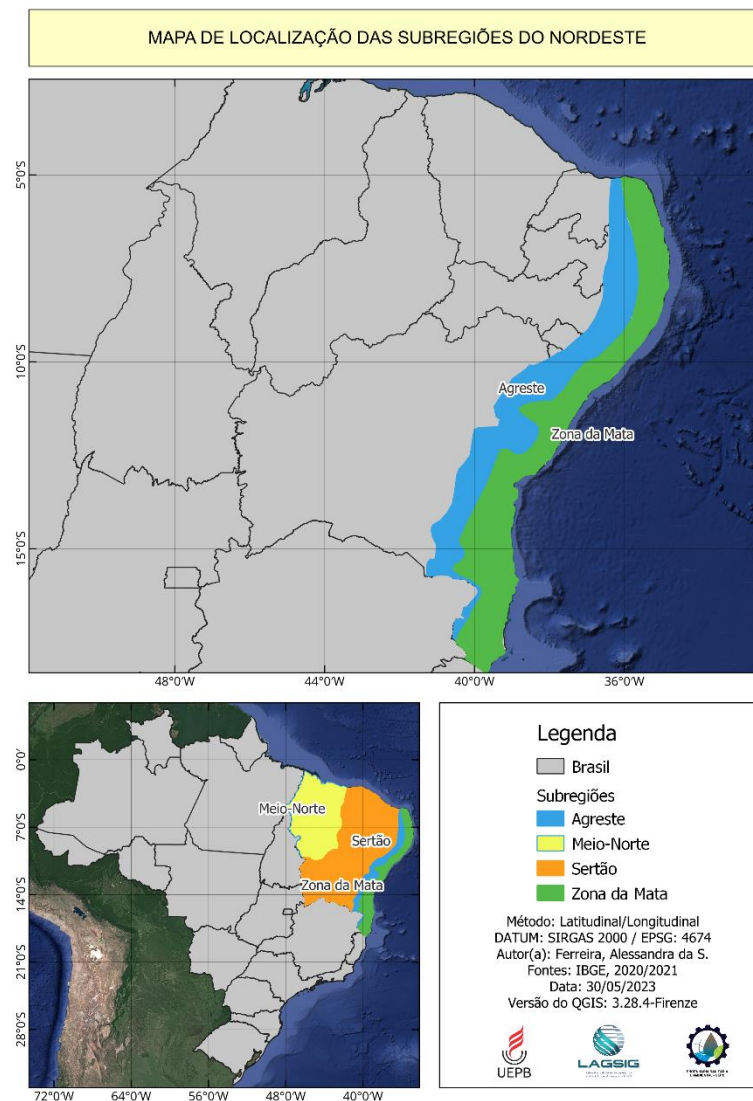 MAPA DE LOCALIZAÇÃO DAS SUBREGIÕES DO NORDESTE
5°0'S
10°0'S
15°0'S
Agreste
Zona da Mata
48°0'W 44°0'W 40°0'W 36°0'W
0°0'
7°0'S
14°0'S
21°0'S
28°0'S
Meio-Norte
Sertão
Zona da Mata
72°0'W 64°0'W 56°0'W 48°0'W 40°0'W
Legenda
Brasil
Subregiões
Agreste
Meio-Norte
Sertão
Zona da Mata
Método: Latitudinal/Longitudinal
DATUM: SIRGAS 2000 / EPSG: 4674
Autor(a): Ferreira, Alessandra da S.
Fontes: IBGE, 2020/2021
Data: 30/05/2023
Versão do QGIS: 3.28.4-Firenze
UEPB
LAGSIG